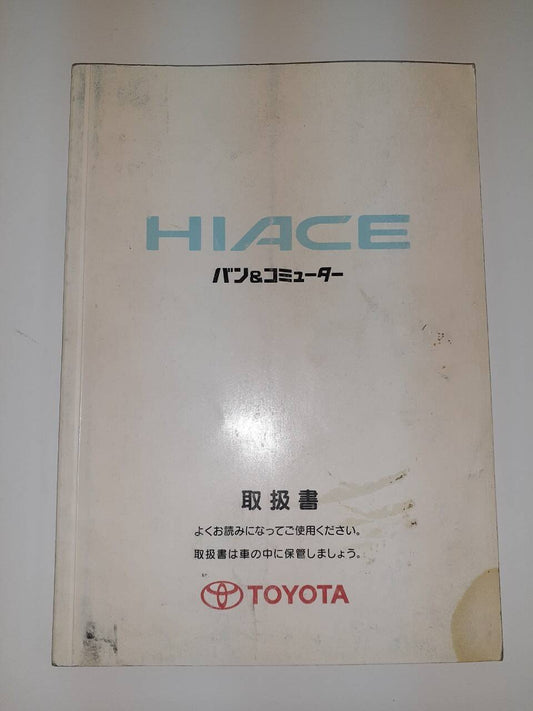 HIACE
バン&コミューター
取扱書
よくお読みになってご使用ください。
取扱書は車の中に保管しましょう。
TOYOTA